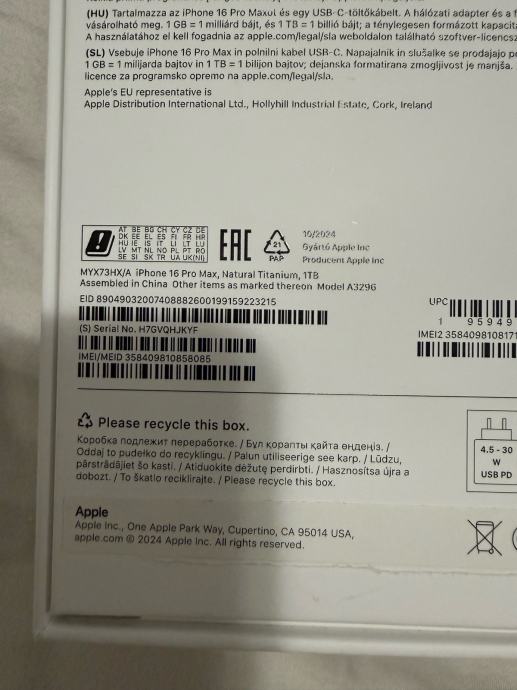 (HU) Tartalmazza az iPhone 16 Pro Maxot és egy USB-C-töltőkábelt. A hálózati adapter és a f
vásárolható meg. 1 GB = 1 milliárd bájt, és 1 TB = 1 billió bájt; a ténylegesen formázott kapacit
A használatához el kell fogadnia az apple.com/legal/sla weboldalon található szoftver-licencsz
(SL) Vsebuje iPhone 16 Pro Max in polnilni kabel USB-C. Napajalnik in slušalke se prodajajo po
1 GB = 1 milijarda bajtov in 1 TB = 1 bilijon bajtov; dejanska formatirana zmogljivost je manjša.
licence za programsko opremo na apple.com/legal/sla.
Apple's EU representative is
Apple Distribution International Ltd., Hollyhill Industrial Estate, Cork, Ireland
AT BE BG CH CY CZ DE
DK EE EL ES FI FR HR
HU IE IS IT LI LT LU
LV MT NL NO PL PT RO
SE SI SK TR UA UK(NI)
EAC
21
PAP
10/2024
Gyártó Apple Inc
Producent Apple Inc
MYX73HX/A iPhone 16 Pro Max, Natural Titanium, 1TB
Assembled in China Other items as marked thereon Model A3296
EID 89049032007408882600199159223215
(S) Serial No. H7GVQHJKYF
IMEI/MEID 358409810858085
UPC
1 95949
IMEI2 3584098108171
Please recycle this box.
Коробка подлежит переработке. / Бұл қорапты қайта өңдеңіз. /
Oddaj to pudełko do recyklingu. / Palun utiliseerige see karp. / Lūdzu,
pārstrādājiet šo kasti. / Atiduokite dėžutę perdirbti. / Hasznosítsa újra a
dobozt. / To škatlo reciklirajte. / Please recycle this box.
4.5 - 30
W
USB PD
Apple
Apple Inc., One Apple Park Way, Cupertino, CA 95014 USA,
apple.com © 2024 Apple Inc. All rights reserved.